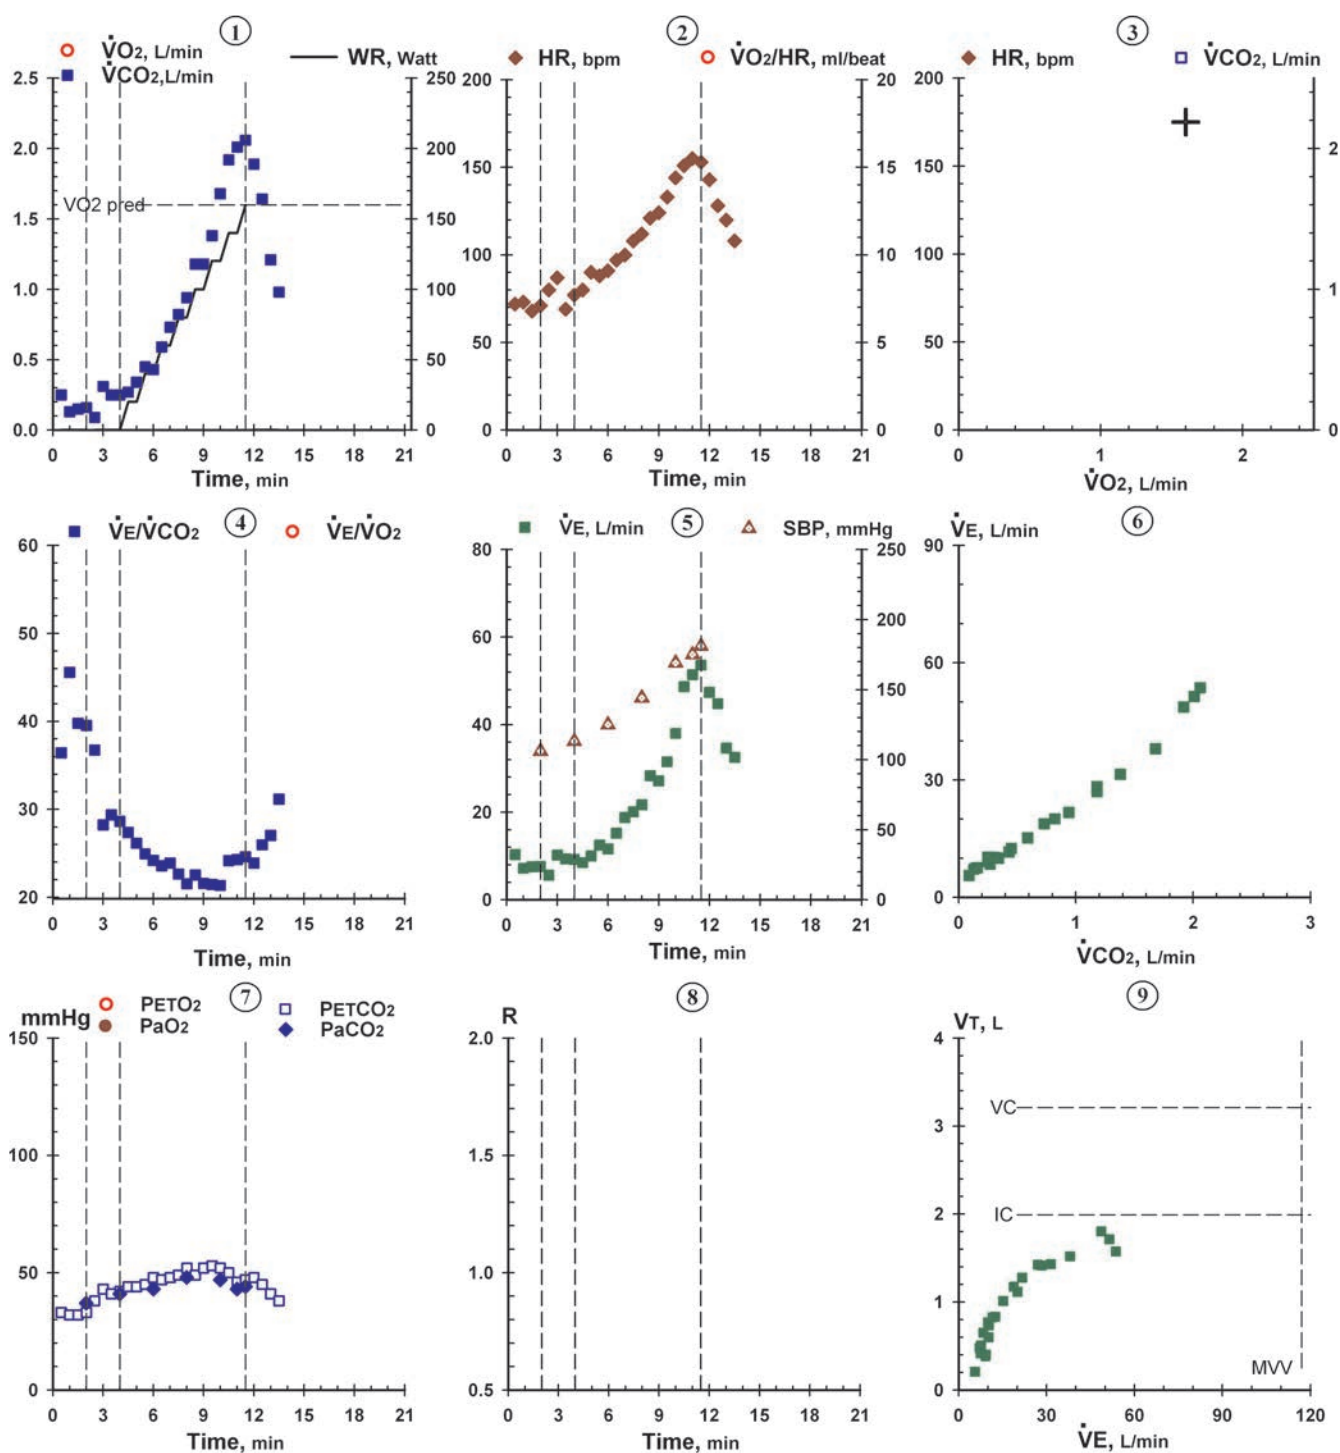 ① ② ③
V̇O2, L/min WR, Watt HR, bpm V̇O2/HR, ml/beat HR, bpm V̇CO2, L/min
V̇CO2,L/min
2.5 250 200 20 200
2.0 200 150 15 150 2
VO2 pred
1.5 150
1.0 100 100 10 100 1
0.5 50 50 5 50
0.0 0 0 0 0 0
0 3 6 9 12 15 18 21 0 3 6 9 12 15 18 21 0 1 2
Time, min Time, min V̇O2, L/min
④ ⑤ ⑥
V̇E/V̇CO2 V̇E/V̇O2 V̇E, L/min SBP, mmHg V̇E, L/min
60 80 250 90
50 60 200 60
40 40 150
30 100 30
20 20 50
0 0 0
0 3 6 9 12 15 18 21 0 3 6 9 12 15 18 21 0 1 2 3
Time, min Time, min V̇CO2, L/min
⑦ ⑧ ⑨
mmHg PETO2 PETCO2 R VT, L
PaO2 PaCO2
150 2.0 4
VC
100 1.5 3
IC
50 1.0 2
1
MVV
0 0.5 0
0 3 6 9 12 15 18 21 0 3 6 9 12 15 18 21 0 30 60 90 120
Time, min Time, min V̇E, L/min